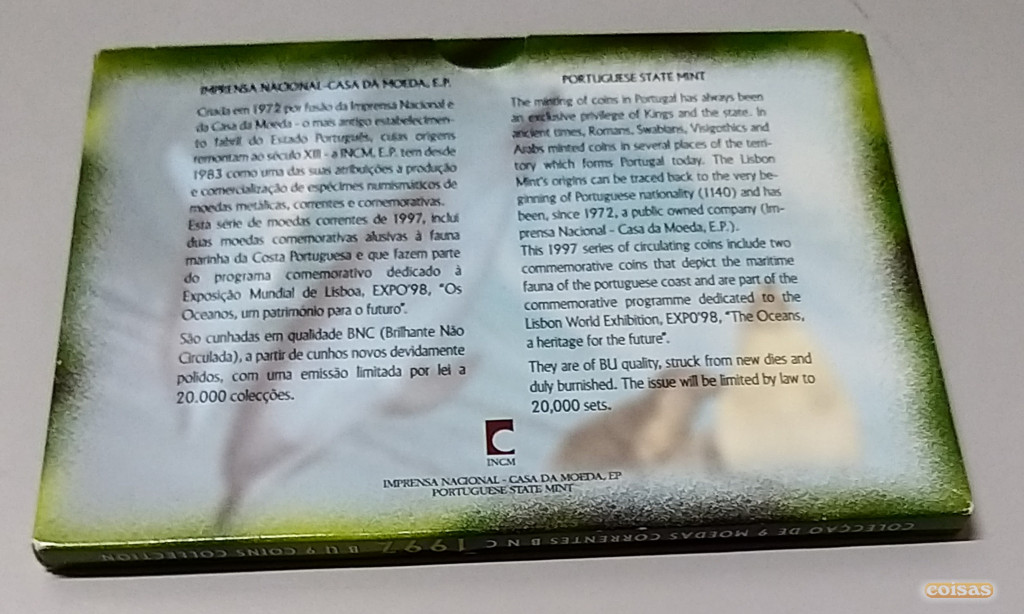 IMPRENSA NACIONAL-CASA DA MOEDA, E.P.
Criada em 1972 por fusão da Imprensa Nacional e
da Casa da Moeda - o mais antigo estabelecimen-
to fabril do Estado Português, cujas origens
remontam ao século XIII - a INCM, E.P. tem desde
1983 como uma das suas atribuições a produção
e comercialização de espécimes numismáticos de
moedas metálicas, correntes e comemorativas.
Esta série de moedas correntes de 1997, inclui
duas moedas comemorativas alusivas à fauna
marinha da Costa Portuguesa e que fazem parte
do programa comemorativo dedicado à
Exposição Mundial de Lisboa, EXPO'98, "Os
Oceanos, um património para o futuro".
São cunhadas em qualidade BNC (Brilhante Não
Circulada), a partir de cunhos novos devidamente
polidos, com uma emissão limitada por lei a
20.000 colecções.
PORTUGUESE STATE MINT
The minting of coins in Portugal has always been
an exclusive privilege of Kings and the state. In
ancient times, Romans, Swabians, Visigothics and
Arabs minted coins in several places of the terri-
tory which forms Portugal today. The Lisbon
Mint's origins can be traced back to the very be-
ginning of Portuguese nationality (1140) and has
been, since 1972, a public owned company (Im-
prensa Nacional - Casa da Moeda, E.P.).
This 1997 series of circulating coins include two
commemorative coins that depict the maritime
fauna of the portuguese coast and are part of the
commemorative programme dedicated to the
Lisbon World Exhibition, EXPO'98, "The Oceans,
a heritage for the future".
They are of BU quality, struck from new dies and
duly burnished. The issue will be limited by law to
20,000 sets.
INCM
IMPRENSA NACIONAL - CASA DA MOEDA, EP
PORTUGUESE STATE MINT
COLECÇÃO DE 9 MOEDAS CORRENTES B N C 1997 B U 9 COINS COLLECTION
coisas